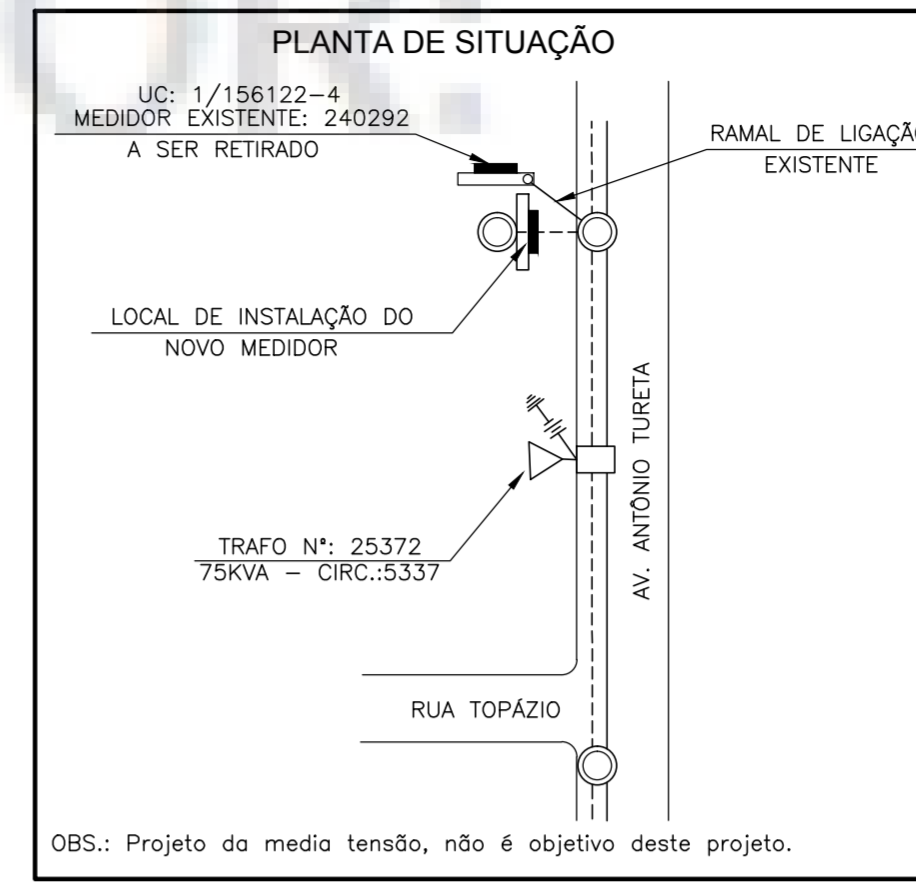 PLANTA DE SITUAÇÃO
UC: 1/156122-4
MEDIDOR EXISTENTE: 240292
A SER RETIRADO
RAMAL DE LIGAÇÃO
EXISTENTE
LOCAL DE INSTALAÇÃO DO
NOVO MEDIDOR
AV. ANTÔNIO TURETA
TRAFO Nº: 25372
75KVA - CIRC.:5337
RUA TOPÁZIO
OBS.: Projeto da media tensão, não é objetivo deste projeto.